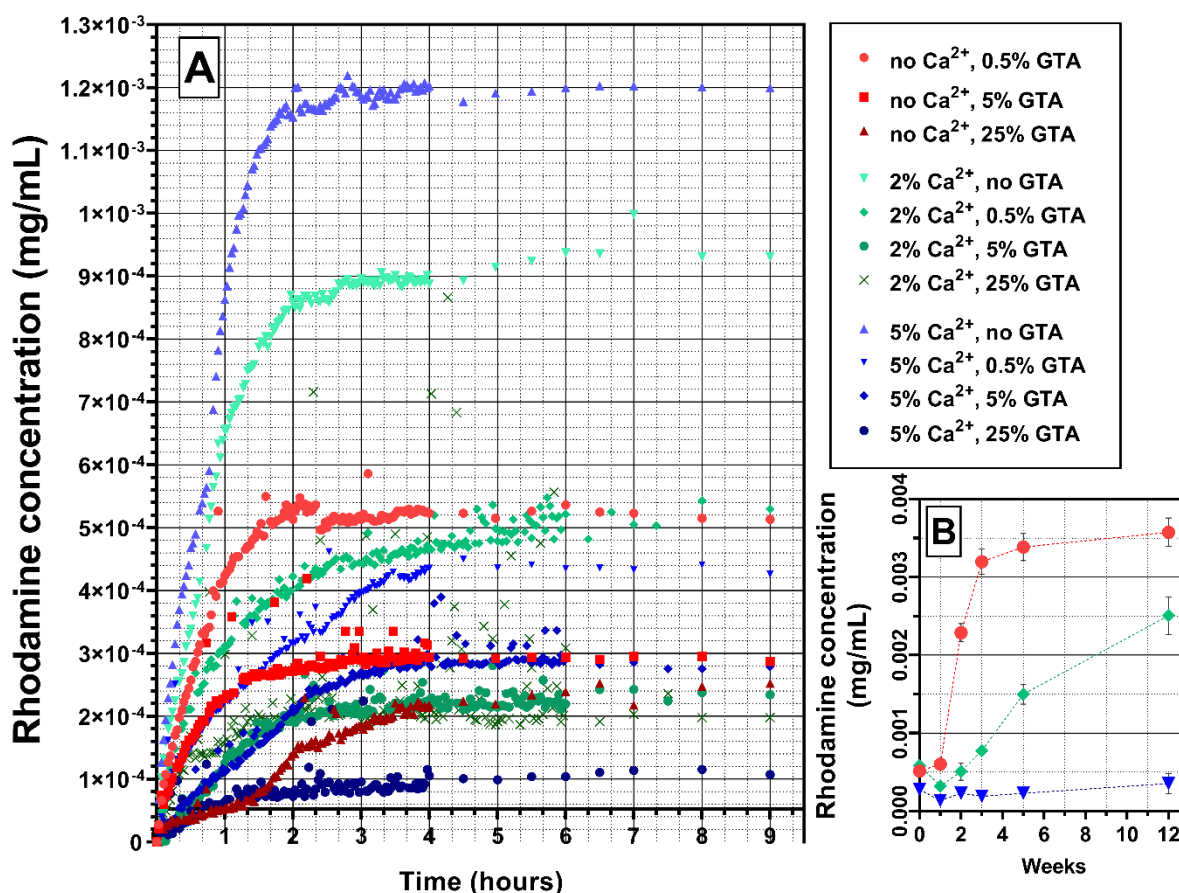 A
Rhodamine concentration (mg/mL)
1.3×10⁻³
1.2×10⁻³
1.1×10⁻³
1×10⁻³
9×10⁻⁴
8×10⁻⁴
7×10⁻⁴
6×10⁻⁴
5×10⁻⁴
4×10⁻⁴
3×10⁻⁴
2×10⁻⁴
1×10⁻⁴
0
0 1 2 3 4 5 6 7 8 9
Time (hours)
no Ca²⁺, 0.5% GTA
no Ca²⁺, 5% GTA
no Ca²⁺, 25% GTA
2% Ca²⁺, no GTA
2% Ca²⁺, 0.5% GTA
2% Ca²⁺, 5% GTA
2% Ca²⁺, 25% GTA
5% Ca²⁺, no GTA
5% Ca²⁺, 0.5% GTA
5% Ca²⁺, 5% GTA
5% Ca²⁺, 25% GTA
B
Rhodamine concentration
(mg/mL)
0.004
0.003
0.002
0.001
0.000
0 2 4 6 8 10 12
Weeks